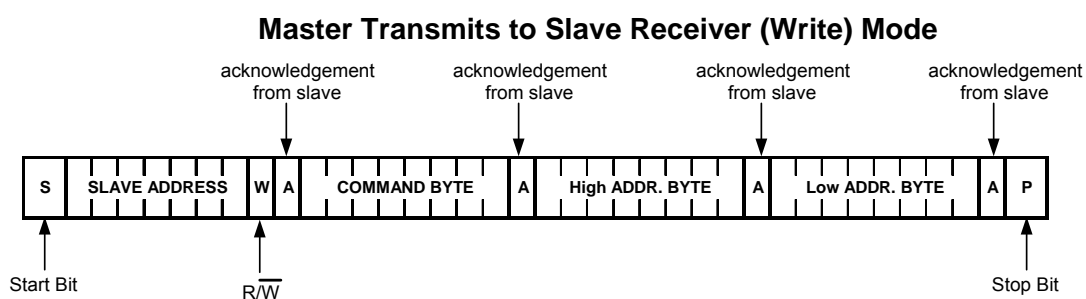 Master Transmits to Slave Receiver (Write) Mode
acknowledgement acknowledgement acknowledgement acknowledgement
from slave from slave from slave from slave
S SLAVE ADDRESS W A COMMAND BYTE A High ADDR. BYTE A Low ADDR. BYTE A P
Start Bit R/W̅ Stop Bit